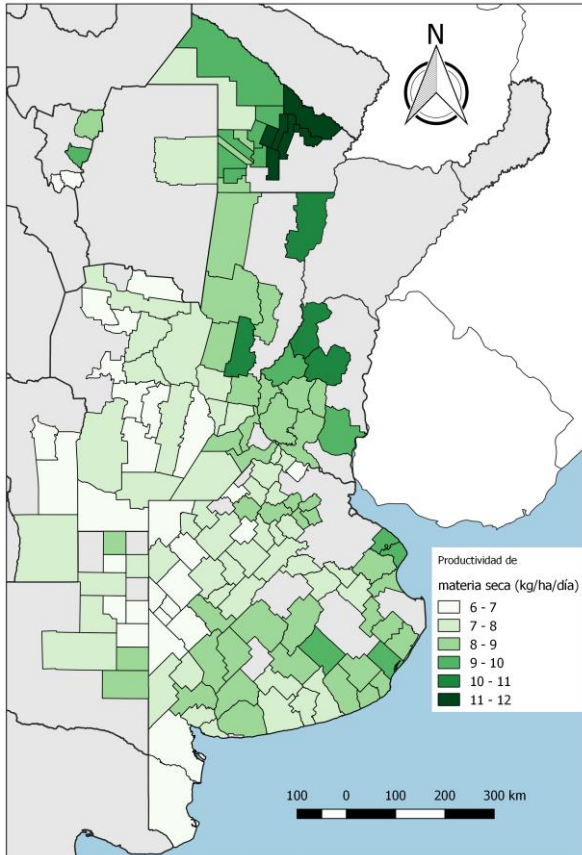 N
Productividad de
materia seca (kg/ha/día)
6 - 7
7 - 8
8 - 9
9 - 10
10 - 11
11 - 12
100 0 100 200 300 km